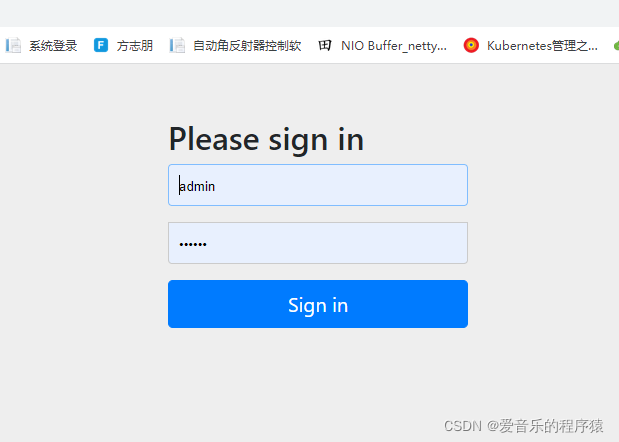 系统登录 方志朋 自动角反射器控制软 NIO Buffer_netty... Kubernetes管理之...
Please sign in
admin
••••••
Sign in
CSDN @爱音乐的程序猿